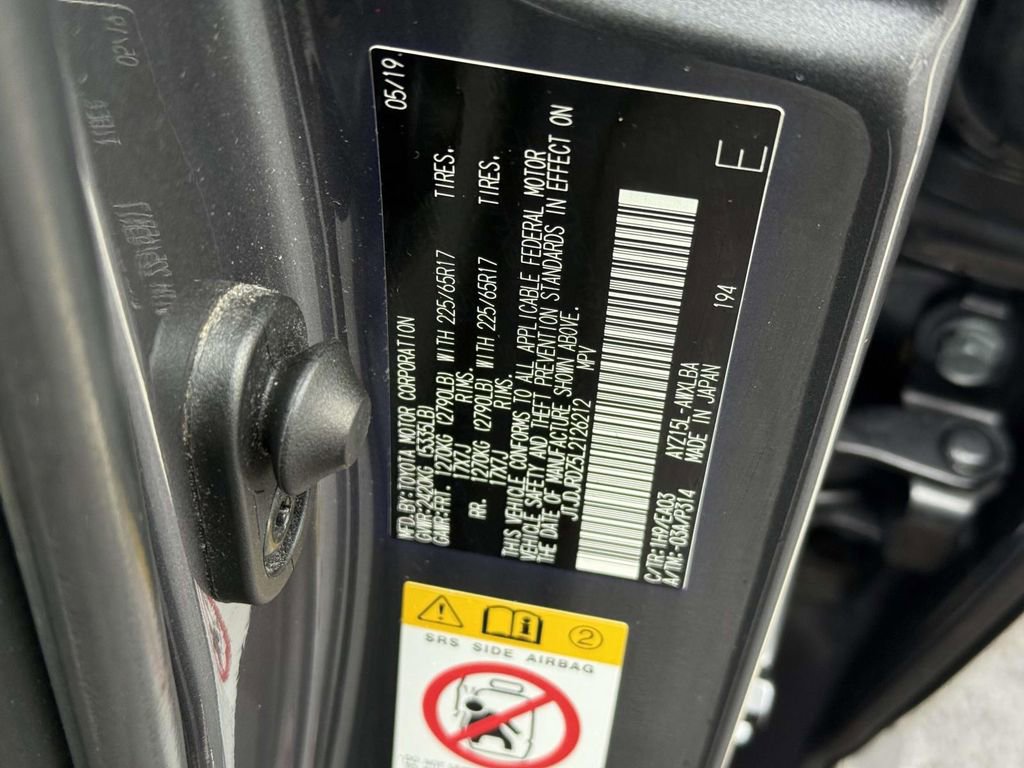 MFD.BY:TOYOTA MOTOR CORPORATION 05/19.
GVWR:2420KG (5335LB)
GAWR:FRT. 1270KG (2790LB) WITH 225/65R17 TIRES.
17X7J RIMS.
RR. 1270KG (2790LB) WITH 225/65R17 TIRES.
17X7J RIMS.
THIS VEHICLE CONFORMS TO ALL APPLICABLE FEDERAL MOTOR
VEHICLE SAFETY AND THEFT PREVENTION STANDARDS IN EFFECT ON
THE DATE OF MANUFACTURE SHOWN ABOVE.
MPV
C/TR:1H9/EA03 AYZ15L-AWXLBA 194 E
A/TM:-03A/P314 MADE IN JAPAN
2
SRS SIDE AIRBAG